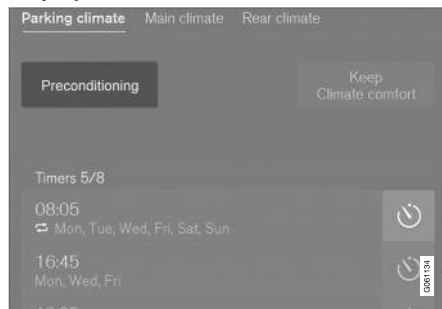 Parking climate Main climate Rear climate
Preconditioning
Keep
Climate comfort
Timers 5/8
08:05
Mon, Tue, Wed, Fri, Sat, Sun
16:45
Mon, Wed, Fri
G061134